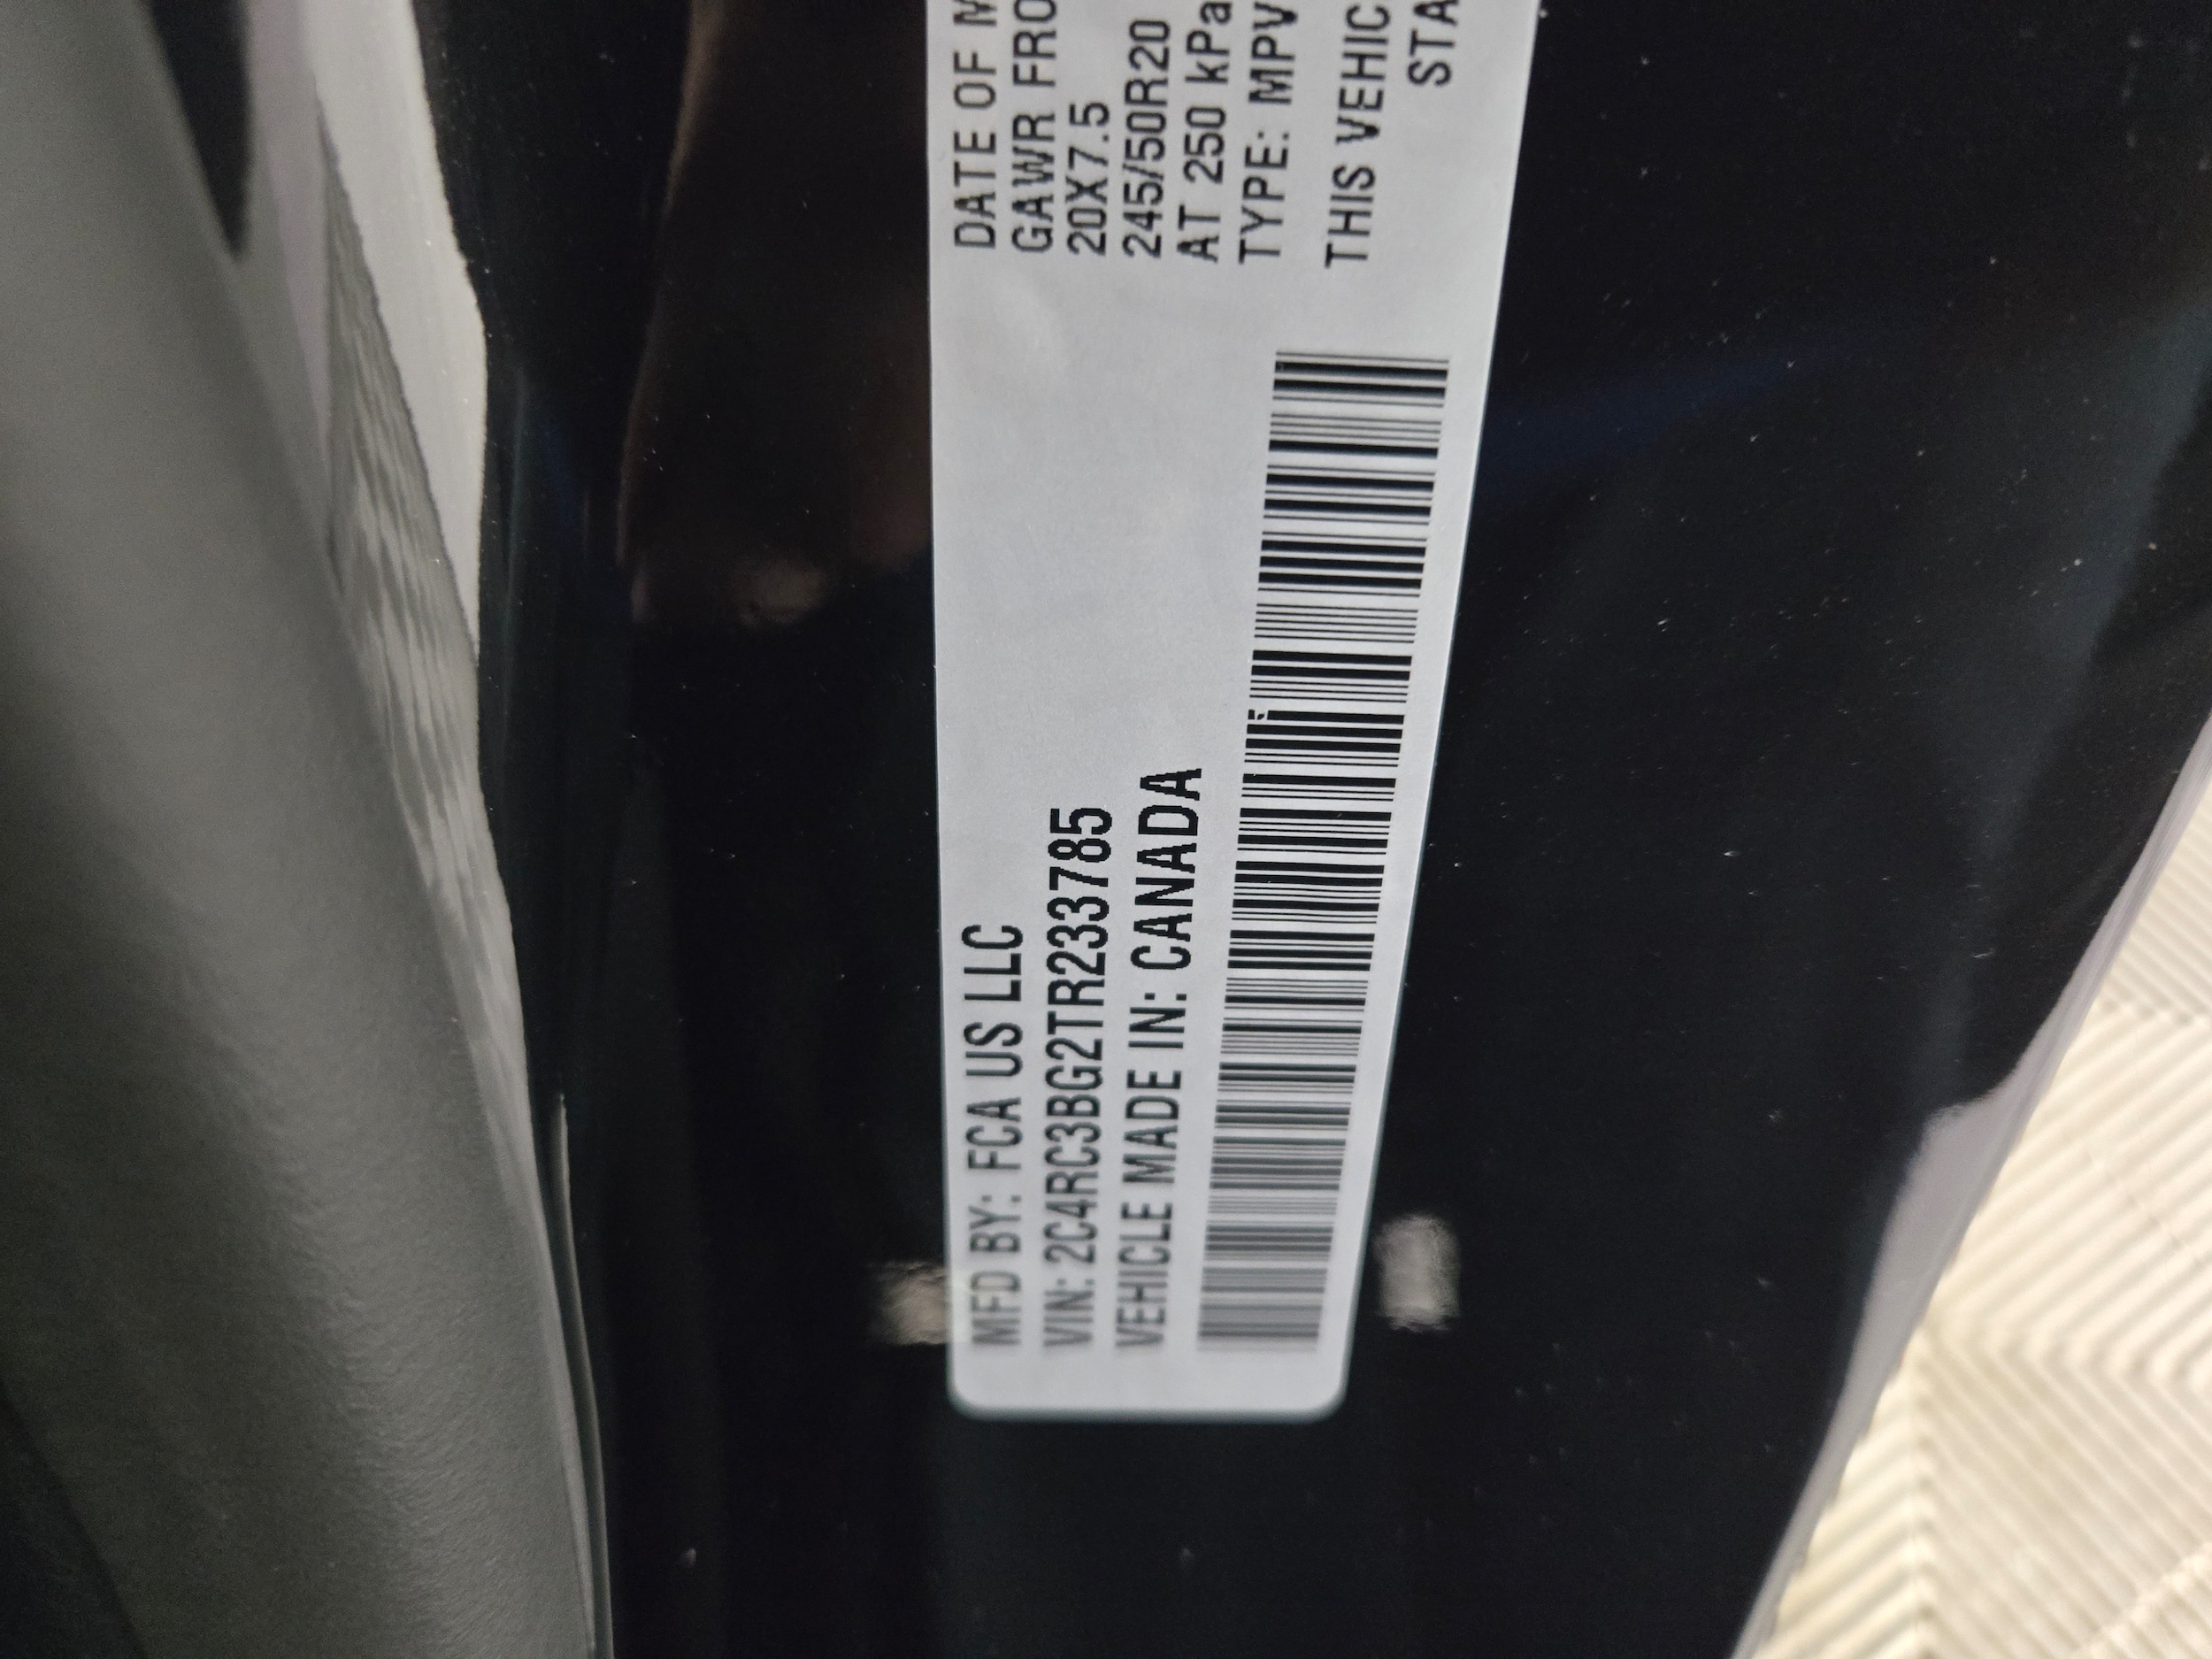 MFD BY: FCA US LLC
VIN: 2C4RC3BG2TR233785
VEHICLE MADE IN: CANADA
DATE OF M
GAWR FRO
20X7.5
245/50R20
AT 250 kPa
TYPE: MPV
THIS VEHIC
STA